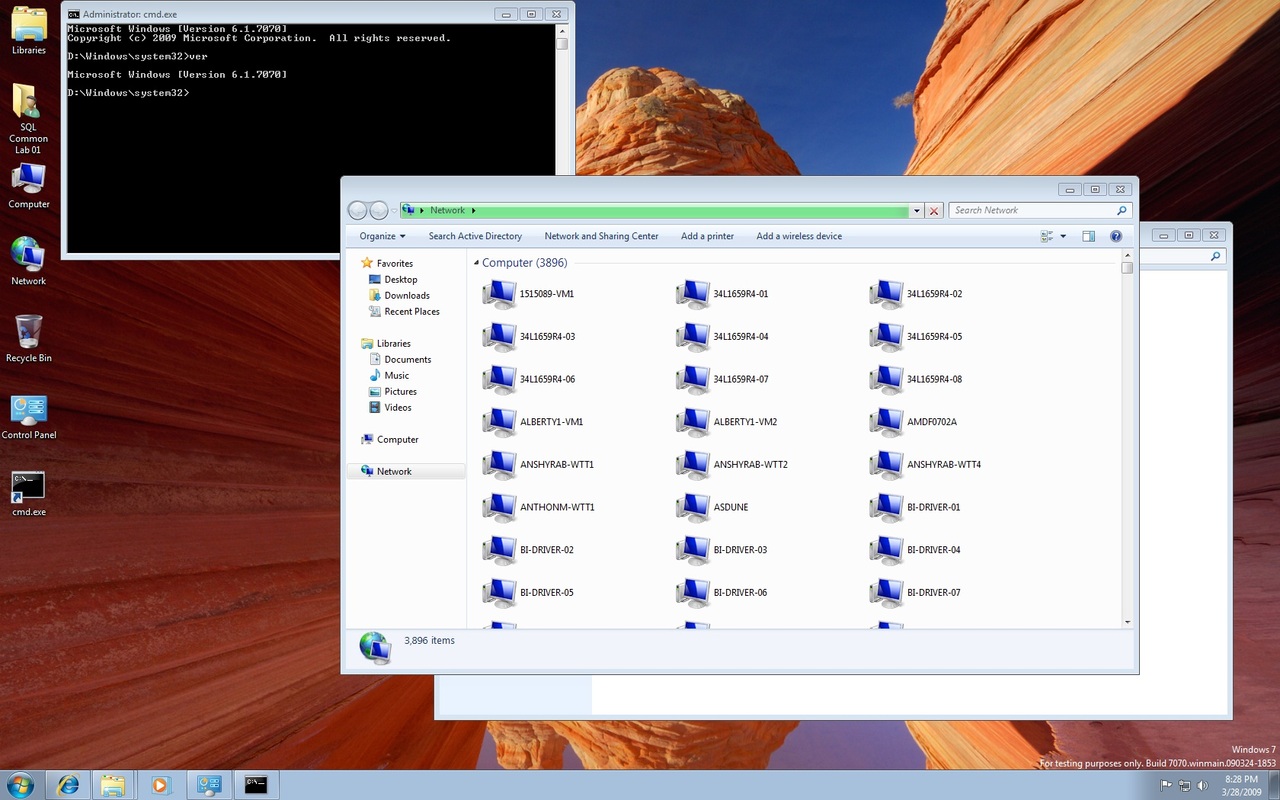 Libraries
SQL
Common
Lab 01
Computer
Network
Recycle Bin
Control Panel
cmd.exe
Administrator: cmd.exe
Microsoft Windows [Version 6.1.7070]
Copyright (c) 2009 Microsoft Corporation.  All rights reserved.
D:\Windows\system32>ver
Microsoft Windows [Version 6.1.7070]
D:\Windows\system32>
Network
Search Network
Organize
Search Active Directory
Network and Sharing Center
Add a printer
Add a wireless device
Favorites
Desktop
Downloads
Recent Places
Libraries
Documents
Music
Pictures
Videos
Computer
Network
Computer (3896)
1515089-VM1
34L1659R4-01
34L1659R4-02
34L1659R4-03
34L1659R4-04
34L1659R4-05
34L1659R4-06
34L1659R4-07
34L1659R4-08
ALBERTY1-VM1
ALBERTY1-VM2
AMDF0702A
ANSHYRAB-WTT1
ANSHYRAB-WTT2
ANSHYRAB-WTT4
ANTHONM-WTT1
ASDUNE
BI-DRIVER-01
BI-DRIVER-02
BI-DRIVER-03
BI-DRIVER-04
BI-DRIVER-05
BI-DRIVER-06
BI-DRIVER-07
3,896 items
Windows 7
For testing purposes only. Build 7070.winmain.090324-1853
8:28 PM
3/28/2009